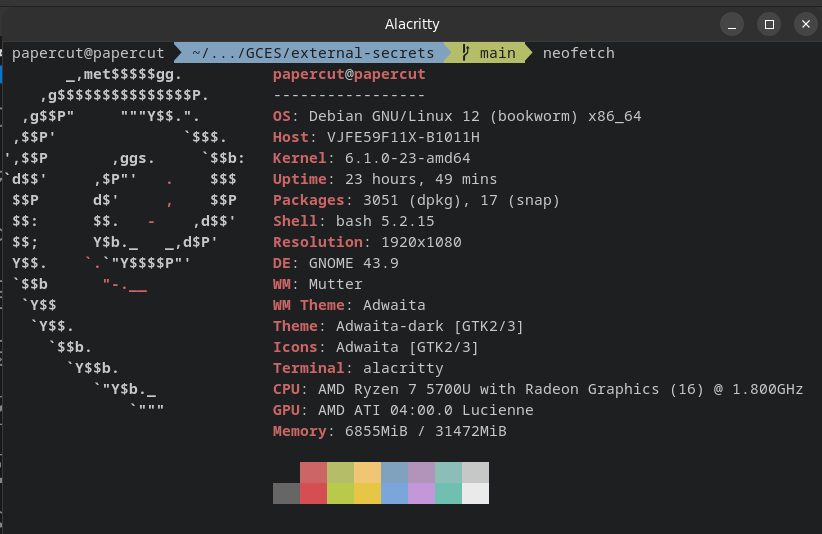 Alacritty
papercut@papercut ~/.../GCES/external-secrets main neofetch
_,met$$$$$gg.
,g$$$$$$$$$$$$$$$P.
,g$$P" """Y$$.".
,$$P' `$$$.
',$$P ,ggs. `$$b:
`d$$' ,$P"' . $$$
$$P d$' , $$P
$$: $$. - ,d$$'
$$; Y$b._ _,d$P'
Y$$. `.`"Y$$$$P"'
`$$b "-.__
`Y$$
`Y$$.
`$$b.
`Y$$b.
`"Y$b._
`"""
papercut@papercut
-----------------
OS: Debian GNU/Linux 12 (bookworm) x86_64
Host: VJFE59F11X-B1011H
Kernel: 6.1.0-23-amd64
Uptime: 23 hours, 49 mins
Packages: 3051 (dpkg), 17 (snap)
Shell: bash 5.2.15
Resolution: 1920x1080
DE: GNOME 43.9
WM: Mutter
WM Theme: Adwaita
Theme: Adwaita-dark [GTK2/3]
Icons: Adwaita [GTK2/3]
Terminal: alacritty
CPU: AMD Ryzen 7 5700U with Radeon Graphics (16) @ 1.800GHz
GPU: AMD ATI 04:00.0 Lucienne
Memory: 6855MiB / 31472MiB